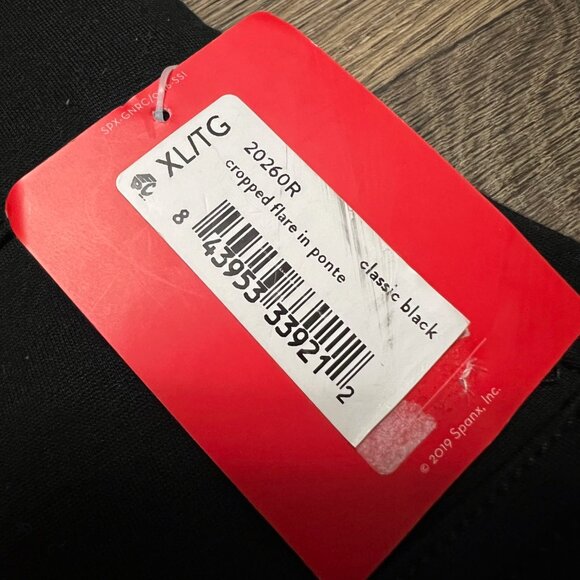 XL/TG
20260R
cropped flare in ponte
classic black
8 43953 33921 2
© 2019 Spanx, Inc.